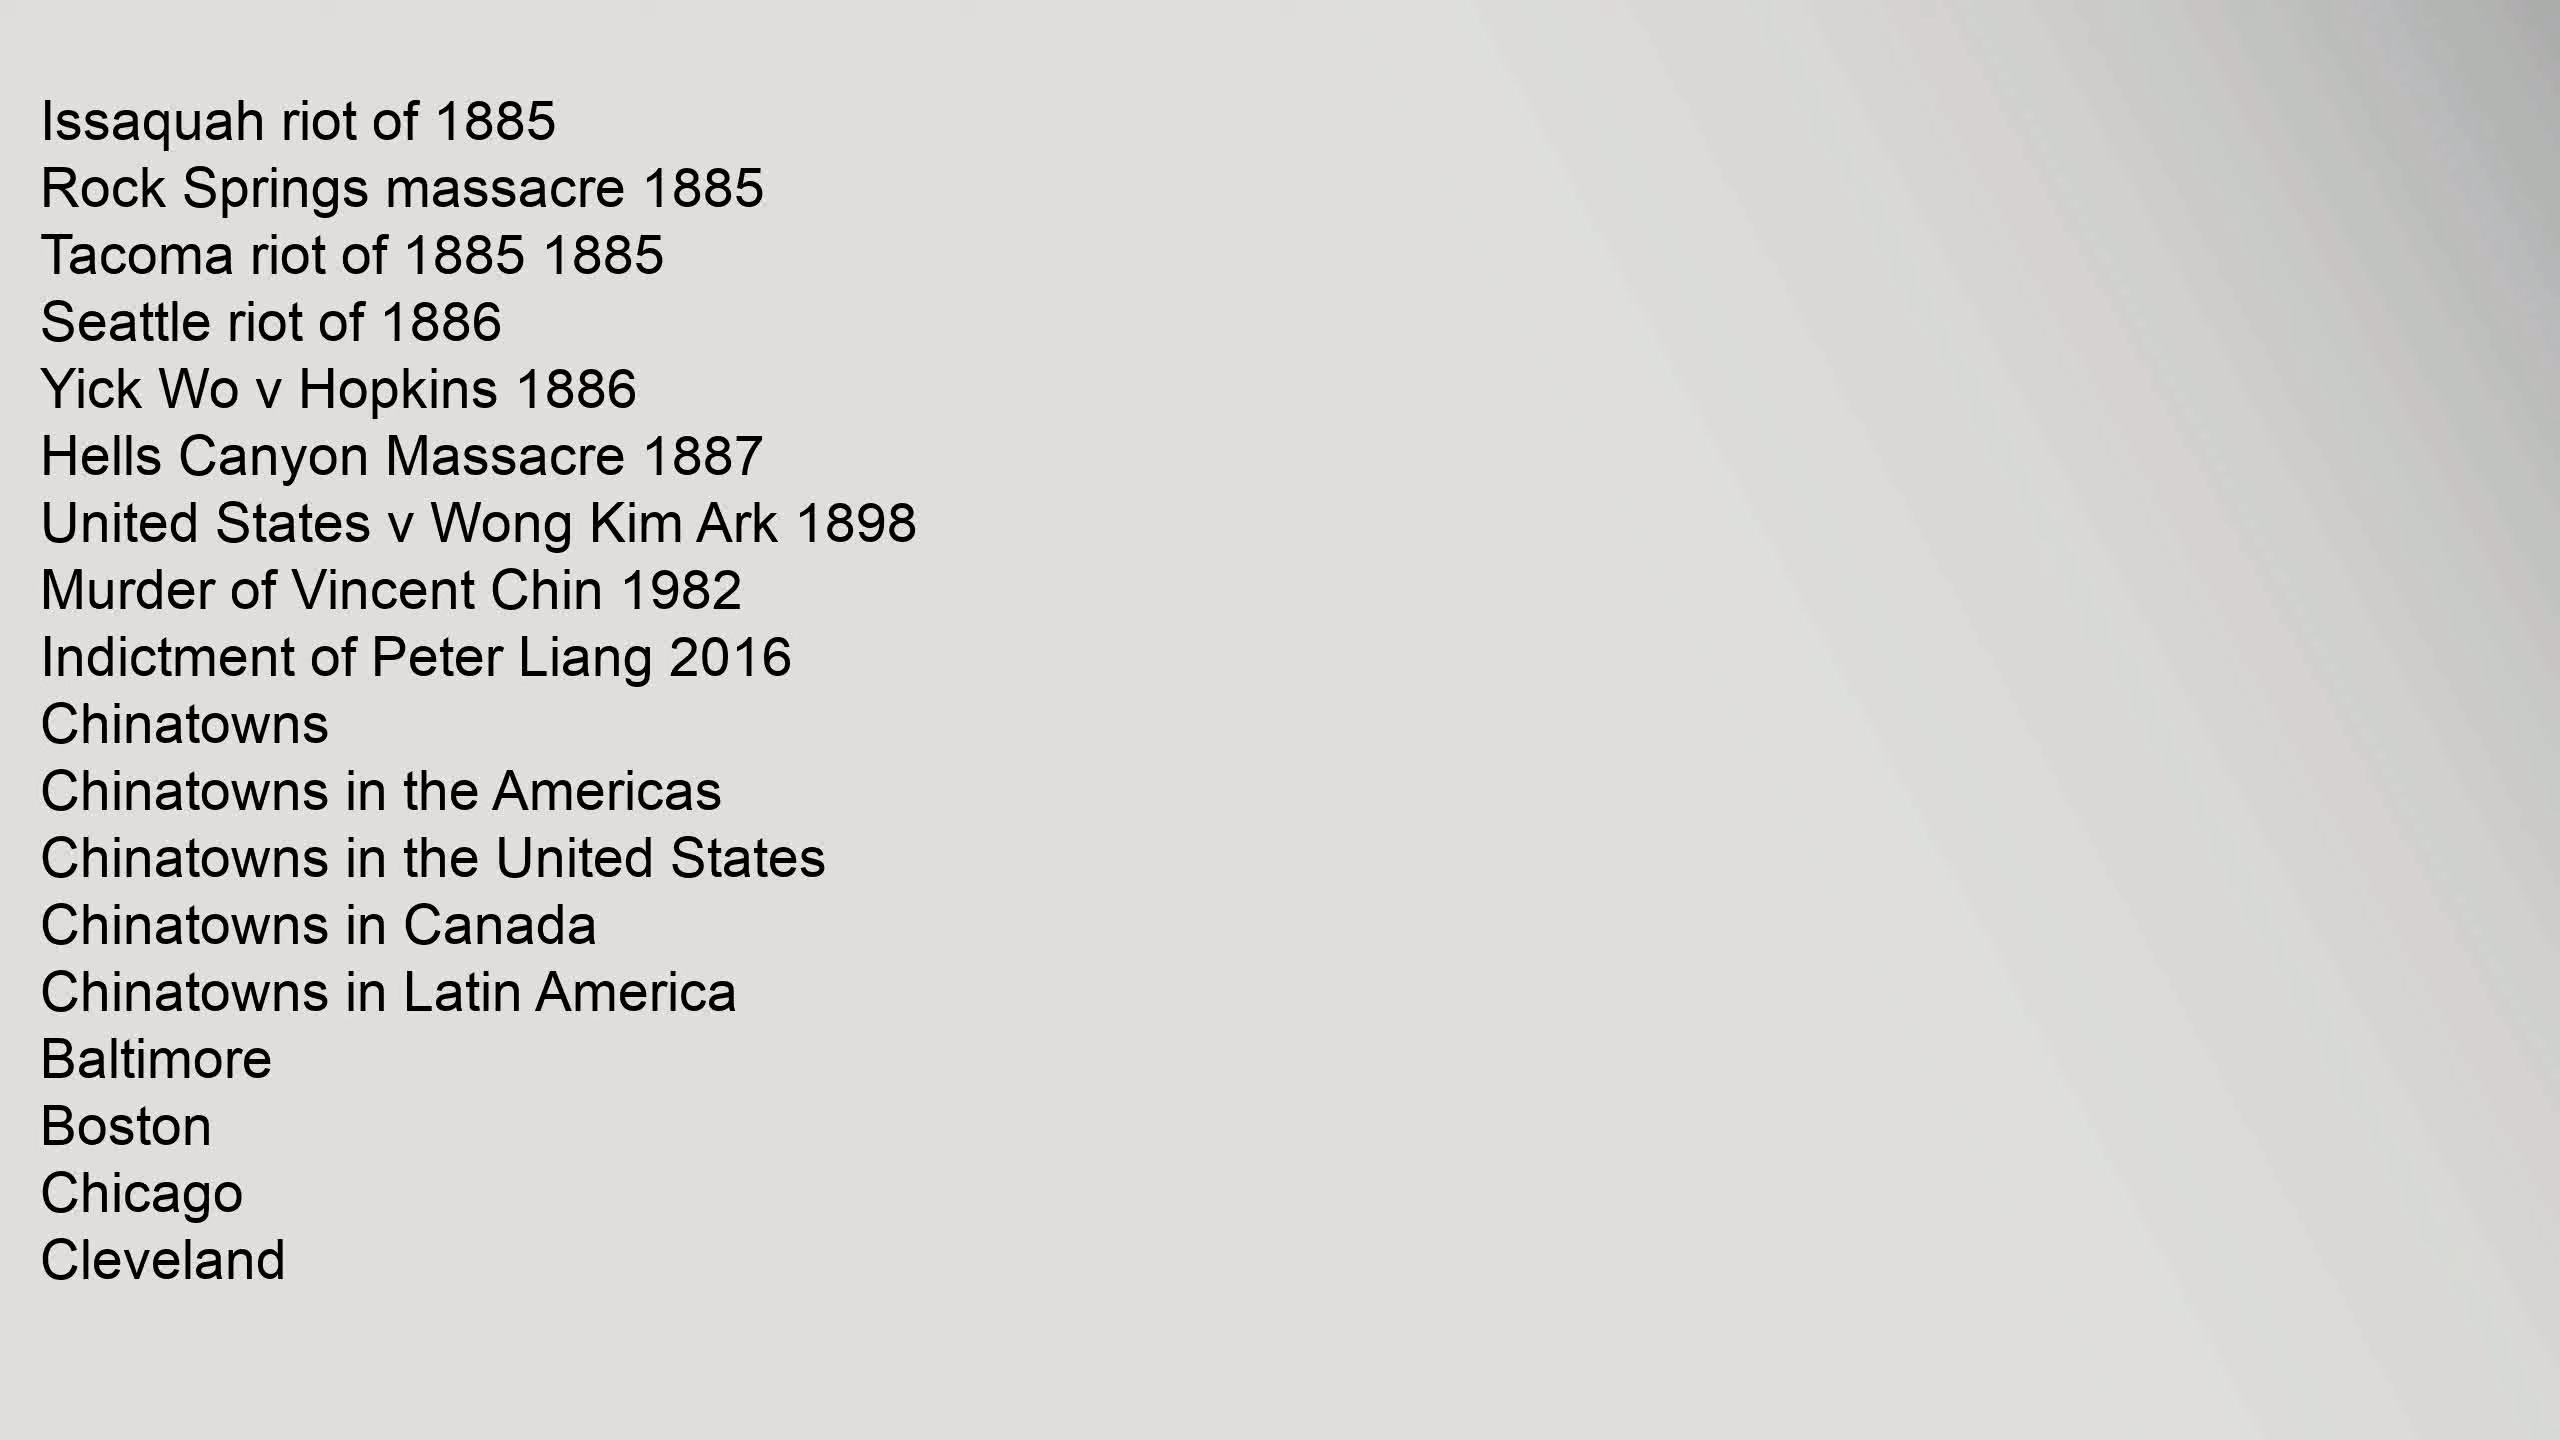 Issaquah riot of 1885
Rock Springs massacre 1885
Tacoma riot of 1885 1885
Seattle riot of 1886
Yick Wo v Hopkins 1886
Hells Canyon Massacre 1887
United States v Wong Kim Ark 1898
Murder of Vincent Chin 1982
Indictment of Peter Liang 2016
Chinatowns
Chinatowns in the Americas
Chinatowns in the United States
Chinatowns in Canada
Chinatowns in Latin America
Baltimore
Boston
Chicago
Cleveland